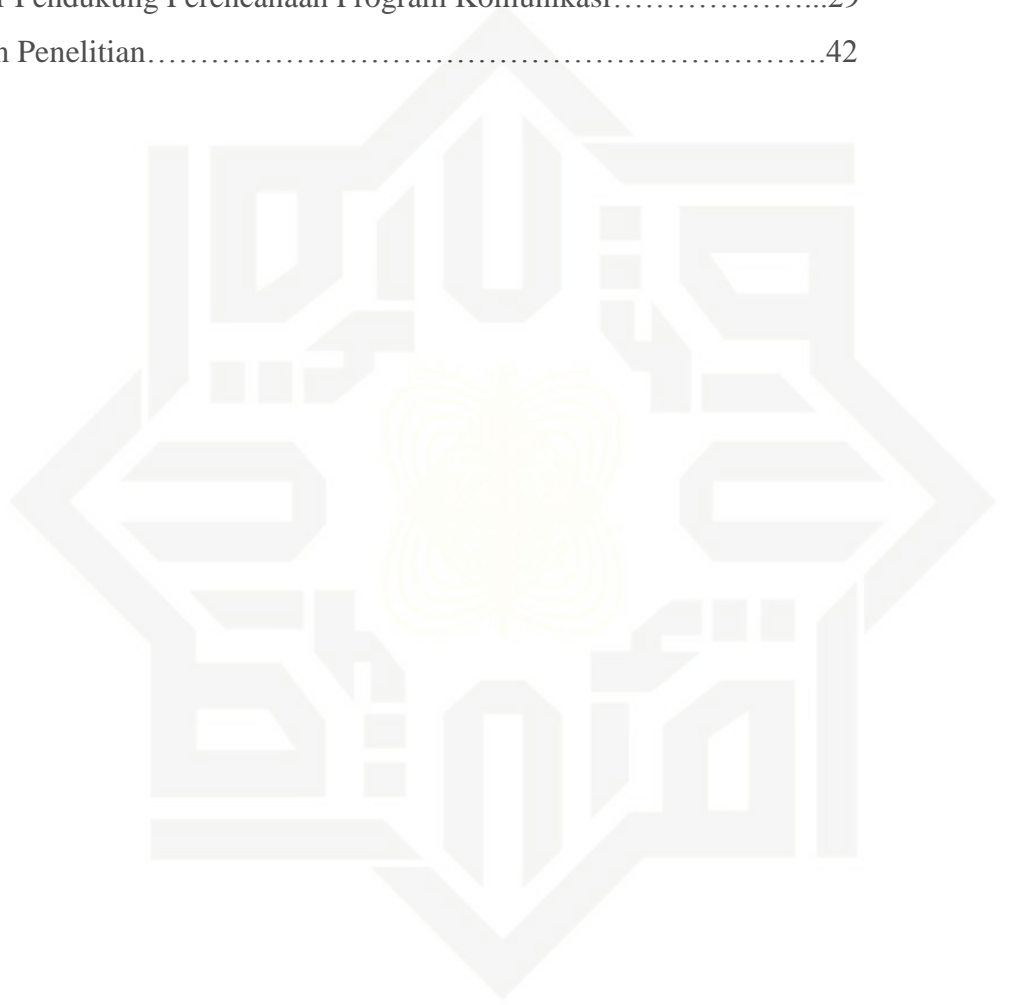 Pendukung Perencanaan Program Komunikasi…………………...29
Penelitian…………………………………………………………………….42